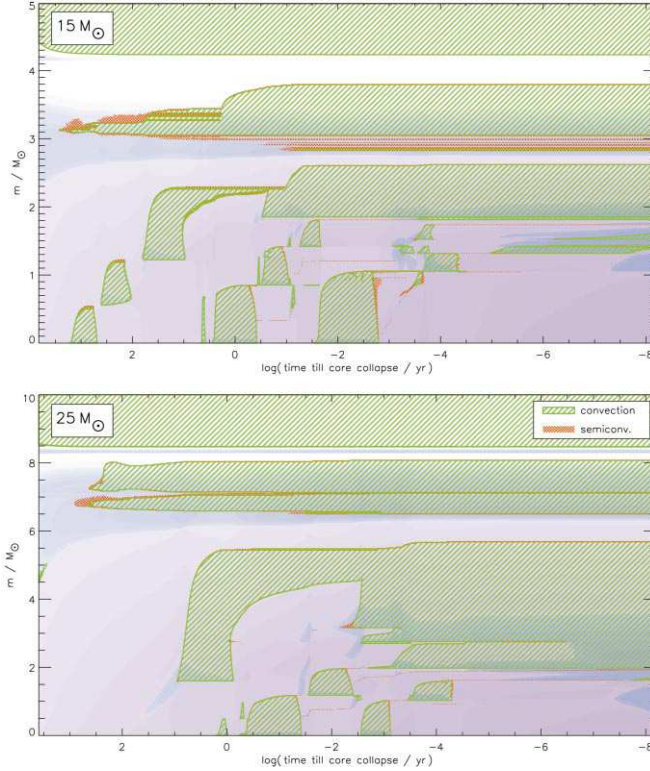 15 M⊙
5
4
3
2
1
0
m / M⊙
2 0 -2 -4 -6 -8
log(time till core collapse / yr)
25 M⊙
convection
semiconv.
10
8
6
4
2
0
m / M⊙
2 0 -2 -4 -6 -8
log(time till core collapse / yr)